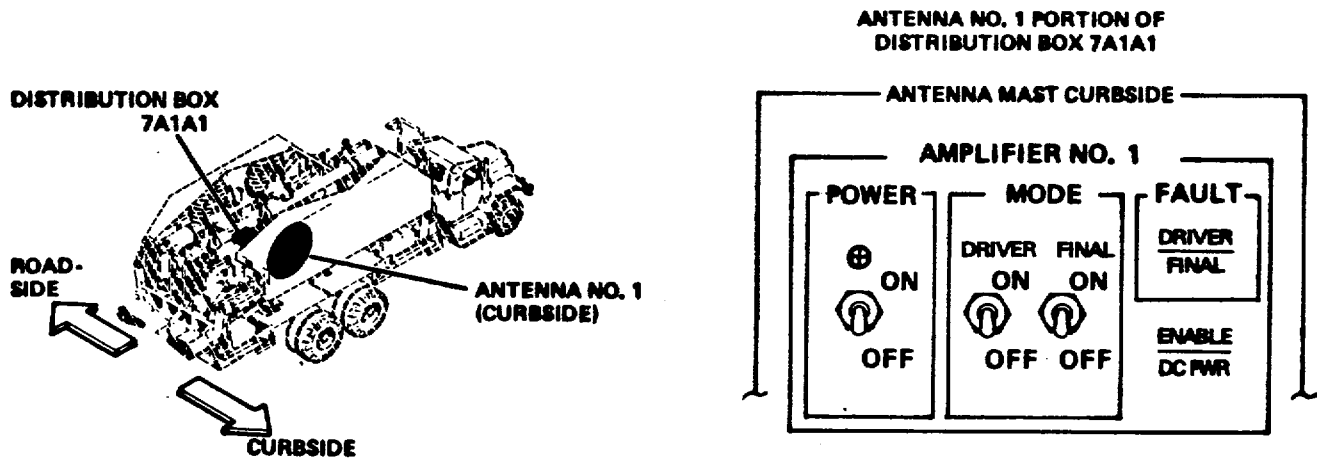 DISTRIBUTION BOX
7A1A1
ROAD-
SIDE
CURBSIDE
ANTENNA NO. 1
(CURBSIDE)
ANTENNA NO. 1 PORTION OF
DISTRIBUTION BOX 7A1A1
ANTENNA MAST CURBSIDE
AMPLIFIER NO. 1
POWER
ON
OFF
MODE
DRIVER FINAL
ON ON
OFF OFF
FAULT
DRIVER
FINAL
ENABLE
DC PWR